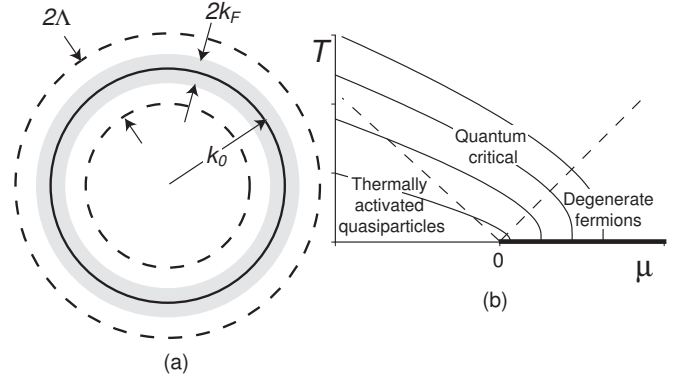 2Λ
2k_F
k_0
(a)
T
Quantum
critical
Thermally
activated
quasiparticles
Degenerate
fermions
0
μ
(b)